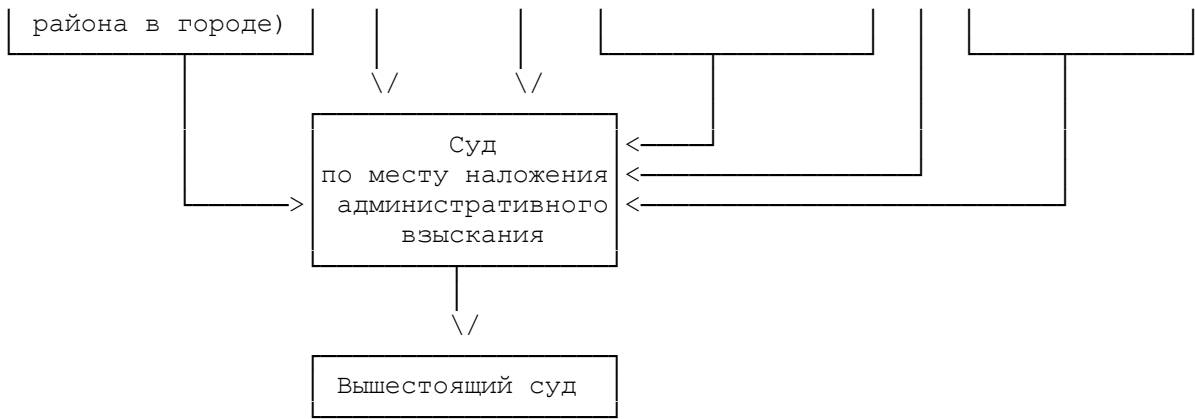 района в городе)
Суд
по месту наложения
административного
взыскания
Вышестоящий суд